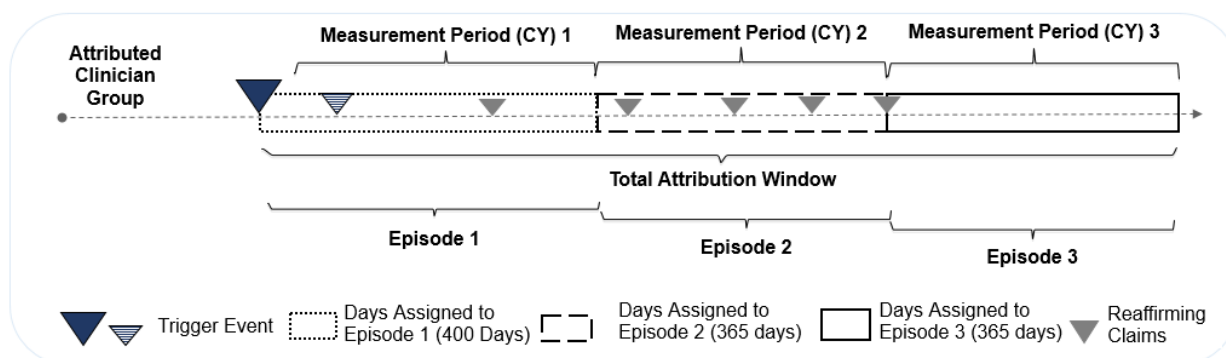 Attributed
Clinician
Group
Measurement Period (CY) 1
Measurement Period (CY) 2
Measurement Period (CY) 3
Total Attribution Window
Episode 1
Episode 2
Episode 3
Trigger Event
Days Assigned to
Episode 1 (400 Days)
Days Assigned to
Episode 2 (365 days)
Days Assigned to
Episode 3 (365 days)
Reaffirming
Claims